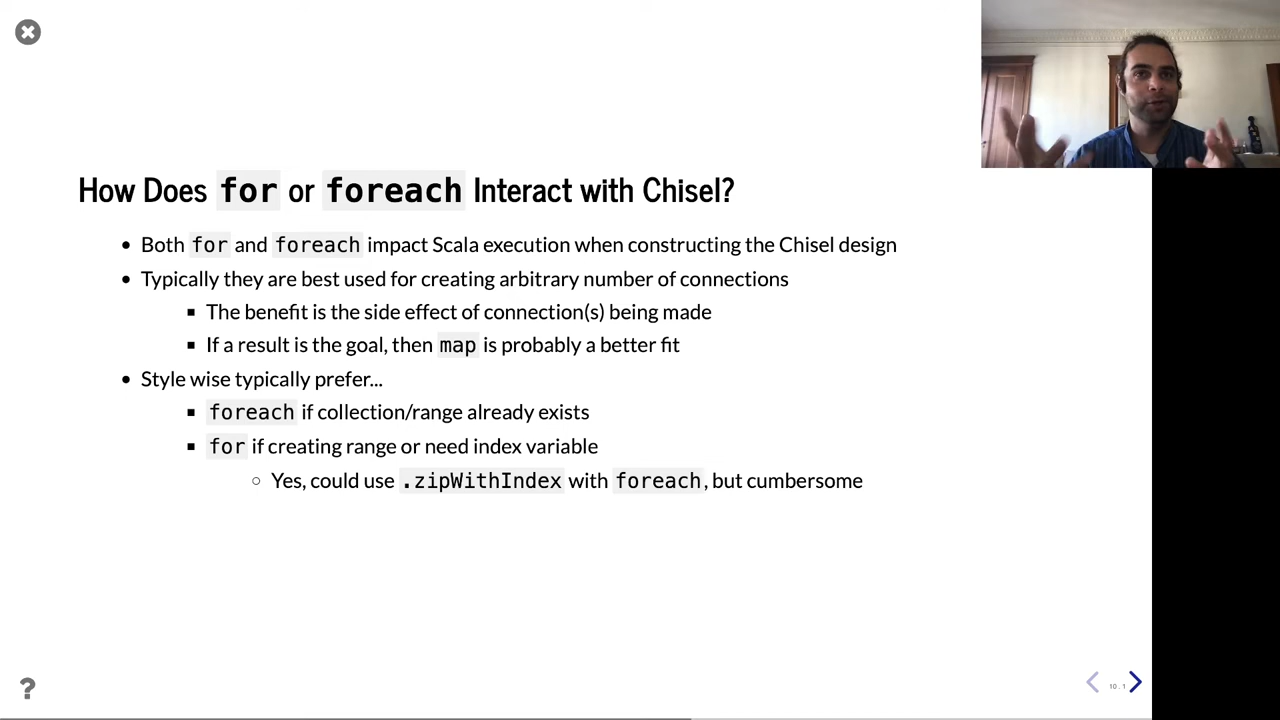 How Does for or foreach Interact with Chisel?
Both for and foreach impact Scala execution when constructing the Chisel design
Typically they are best used for creating arbitrary number of connections
The benefit is the side effect of connection(s) being made
If a result is the goal, then map is probably a better fit
Style wise typically prefer...
foreach if collection/range already exists
for if creating range or need index variable
Yes, could use .zipWithIndex with foreach, but cumbersome
?
10 . 1